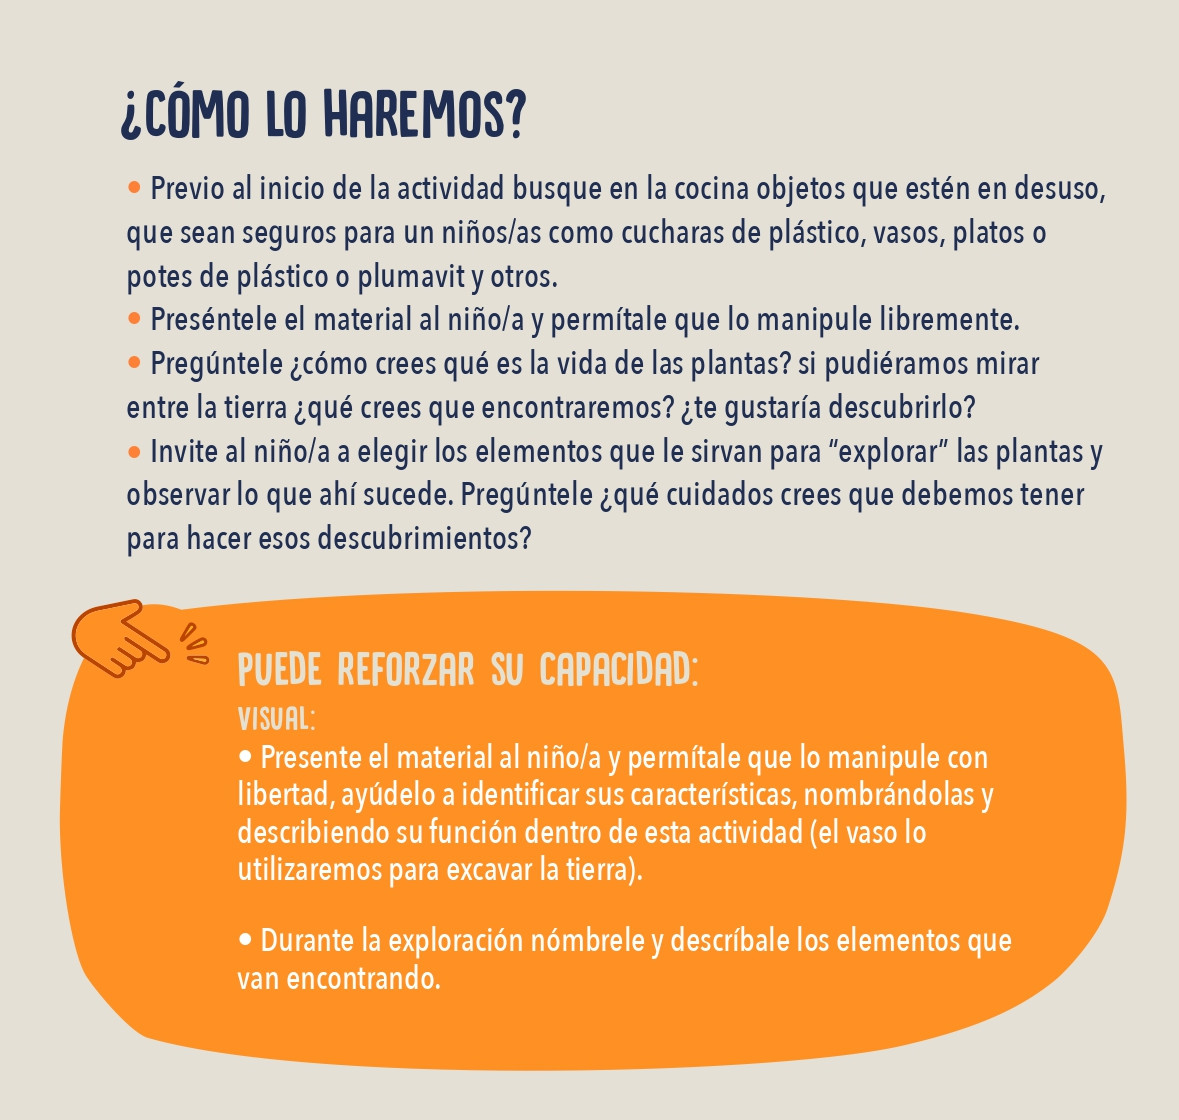 ¿CÓMO LO HAREMOS?
• Previo al inicio de la actividad busque en la cocina objetos que estén en desuso,
que sean seguros para un niños/as como cucharas de plástico, vasos, platos o
potes de plástico o plumavit y otros.
• Preséntele el material al niño/a y permítale que lo manipule libremente.
• Pregúntele ¿cómo crees qué es la vida de las plantas? si pudiéramos mirar
entre la tierra ¿qué crees que encontraremos? ¿te gustaría descubrirlo?
• Invite al niño/a a elegir los elementos que le sirvan para “explorar” las plantas y
observar lo que ahí sucede. Pregúntele ¿qué cuidados crees que debemos tener
para hacer esos descubrimientos?
PUEDE REFORZAR SU CAPACIDAD:
VISUAL:
• Presente el material al niño/a y permítale que lo manipule con
libertad, ayúdelo a identificar sus características, nombrándolas y
describiendo su función dentro de esta actividad (el vaso lo
utilizaremos para excavar la tierra).
• Durante la exploración nómbrele y descríbale los elementos que
van encontrando.